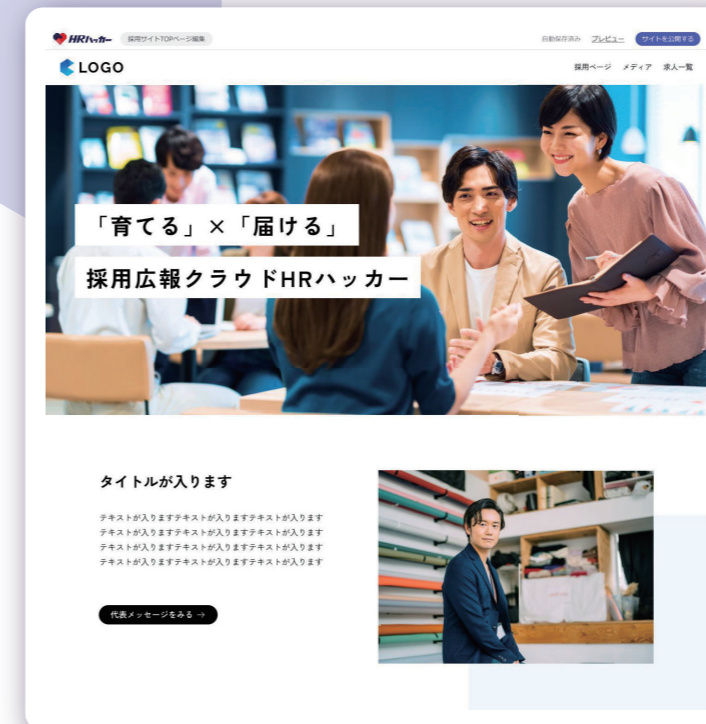 HRハッカー 採用サイトTOPページ編集 自動保存済み プレビュー サイトを公開する
LOGO 採用ページ メディア 求人一覧
「育てる」×「届ける」
採用広報クラウドHRハッカー
タイトルが入ります
テキストが入りますテキストが入りますテキストが入ります
テキストが入りますテキストが入りますテキストが入ります
テキストが入りますテキストが入りますテキストが入ります
テキストが入りますテキストが入りますテキストが入ります
代表メッセージをみる →